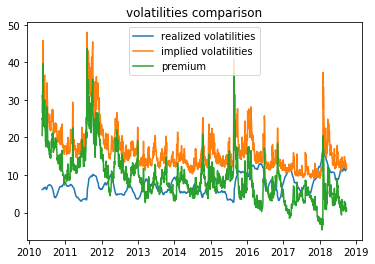 volatilities comparison
realized volatilities
implied volatilities
premium
50
40
30
20
10
0
2010 2011 2012 2013 2014 2015 2016 2017 2018 2019